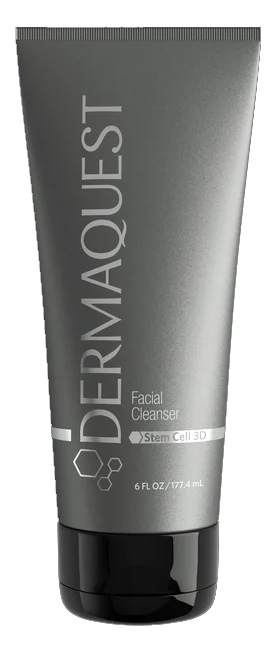 DERMAQUEST
Facial
Cleanser
Stem Cell 3D
6 FL OZ/177.4 mL